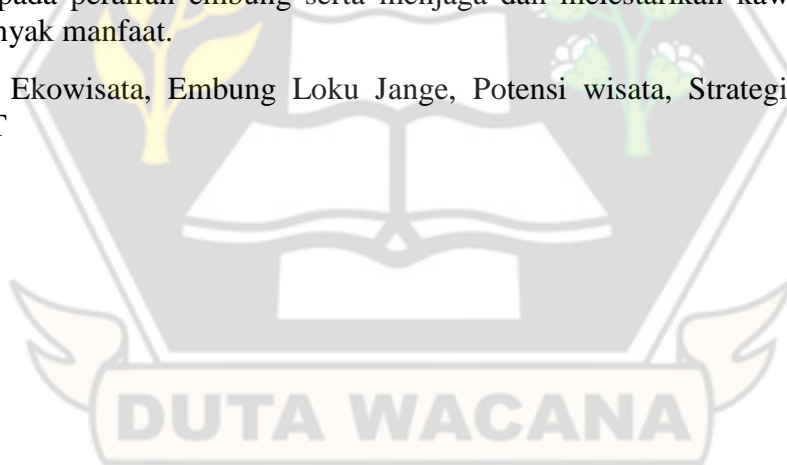 pada perairan embung serta menjaga dan melestarikan kaw
nyak manfaat.
Ekowisata, Embung Loku Jange, Potensi wisata, Strategi
T
DUTA WACANA